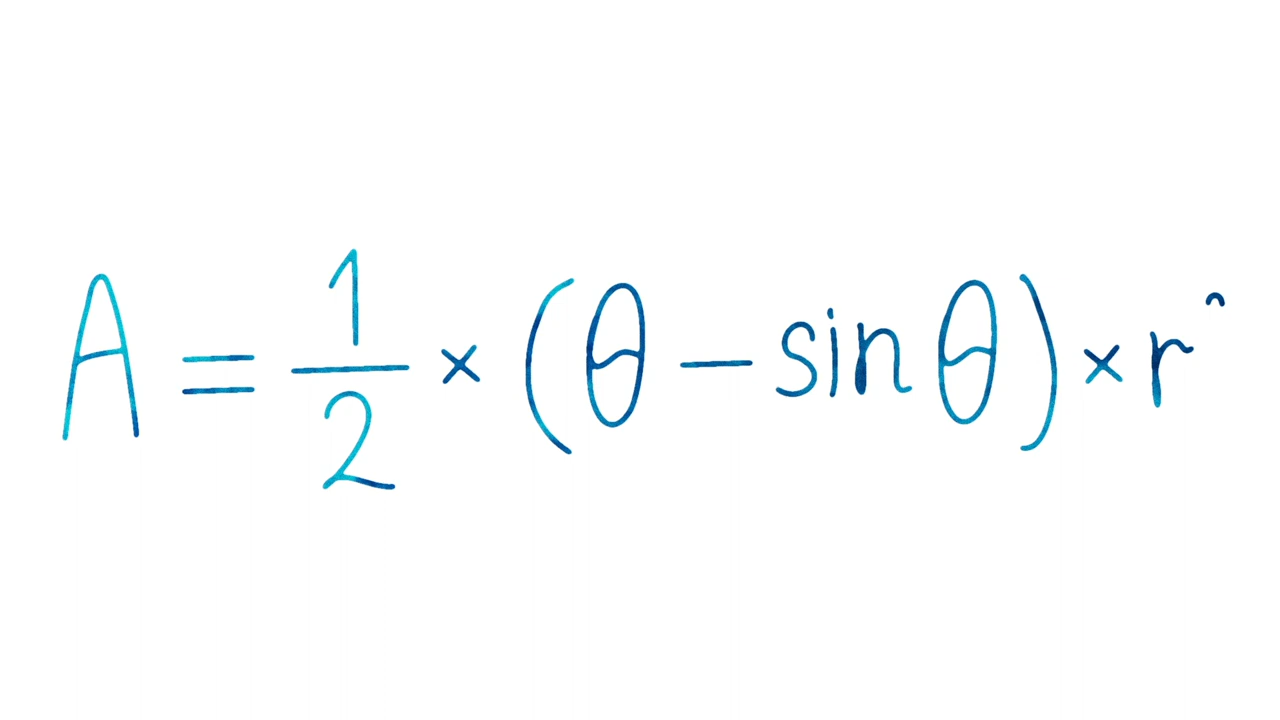 A = 1/2 × (θ − sin θ) × r